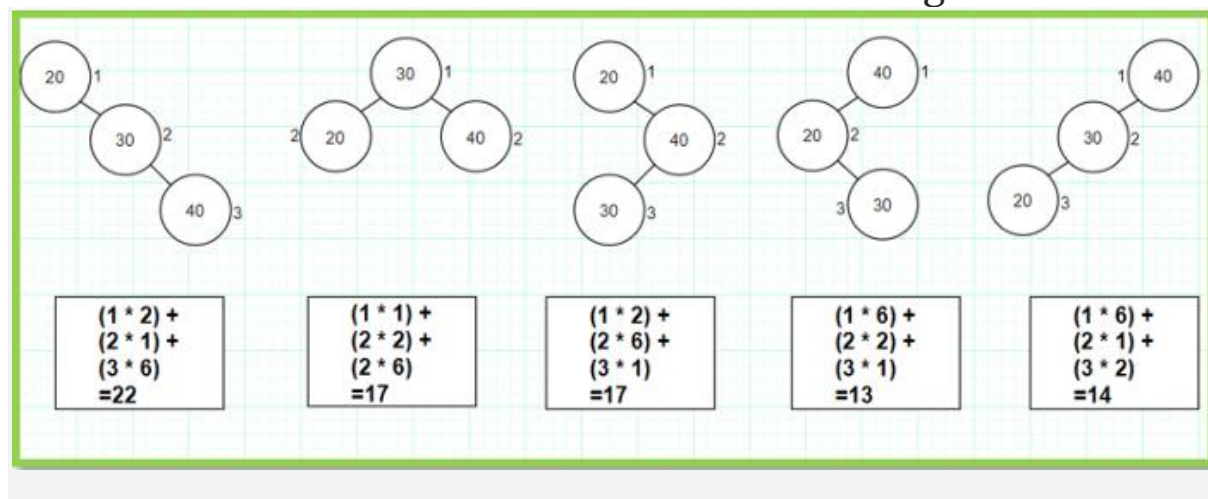 20 1
30 2
40 3
30 1
2 20
40 2
20 1
40 2
30 3
40 1
20 2
3 30
1 40
30 2
20 3
(1 * 2) +
(2 * 1) +
(3 * 6)
=22
(1 * 1) +
(2 * 2) +
(2 * 6)
=17
(1 * 2) +
(2 * 6) +
(3 * 1)
=17
(1 * 6) +
(2 * 2) +
(3 * 1)
=13
(1 * 6) +
(2 * 1) +
(3 * 2)
=14